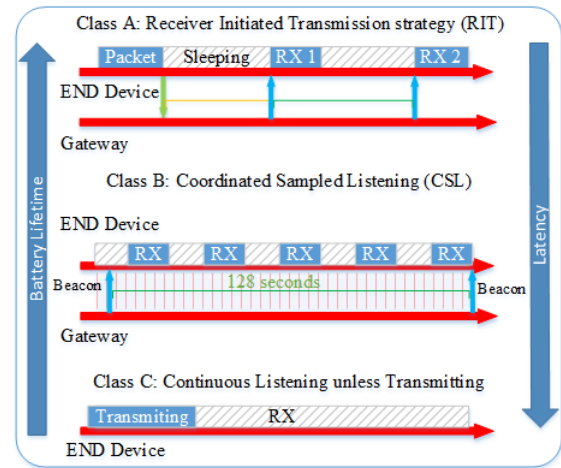 Class A: Receiver Initiated Transmission strategy (RIT)
Packet Sleeping RX 1 RX 2
END Device
Gateway
Class B: Coordinated Sampled Listening (CSL)
END Device
RX RX RX RX RX
Beacon 128 seconds Beacon
Gateway
Class C: Continuous Listening unless Transmitting
Transmiting RX
END Device
Battery Lifetime
Latency